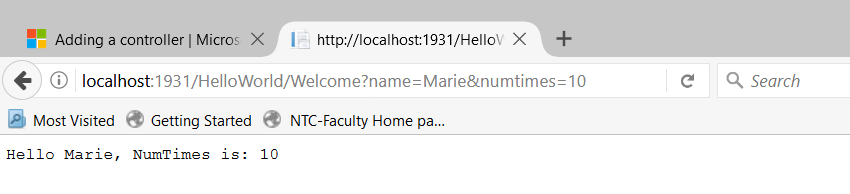 Adding a controller | Micros
http://localhost:1931/HelloW
localhost:1931/HelloWorld/Welcome?name=Marie&numtimes=10
Search
Most Visited
Getting Started
NTC-Faculty Home pa...
Hello Marie, NumTimes is: 10